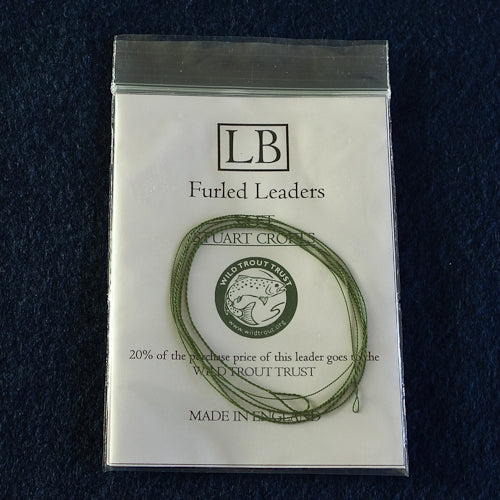 LB
Furled Leaders
STUART CROFTS
WILD TROUT TRUST
www.wildtrout.org
20% of the purchase price of this leader goes to the
WILD TROUT TRUST
MADE IN ENGLAND